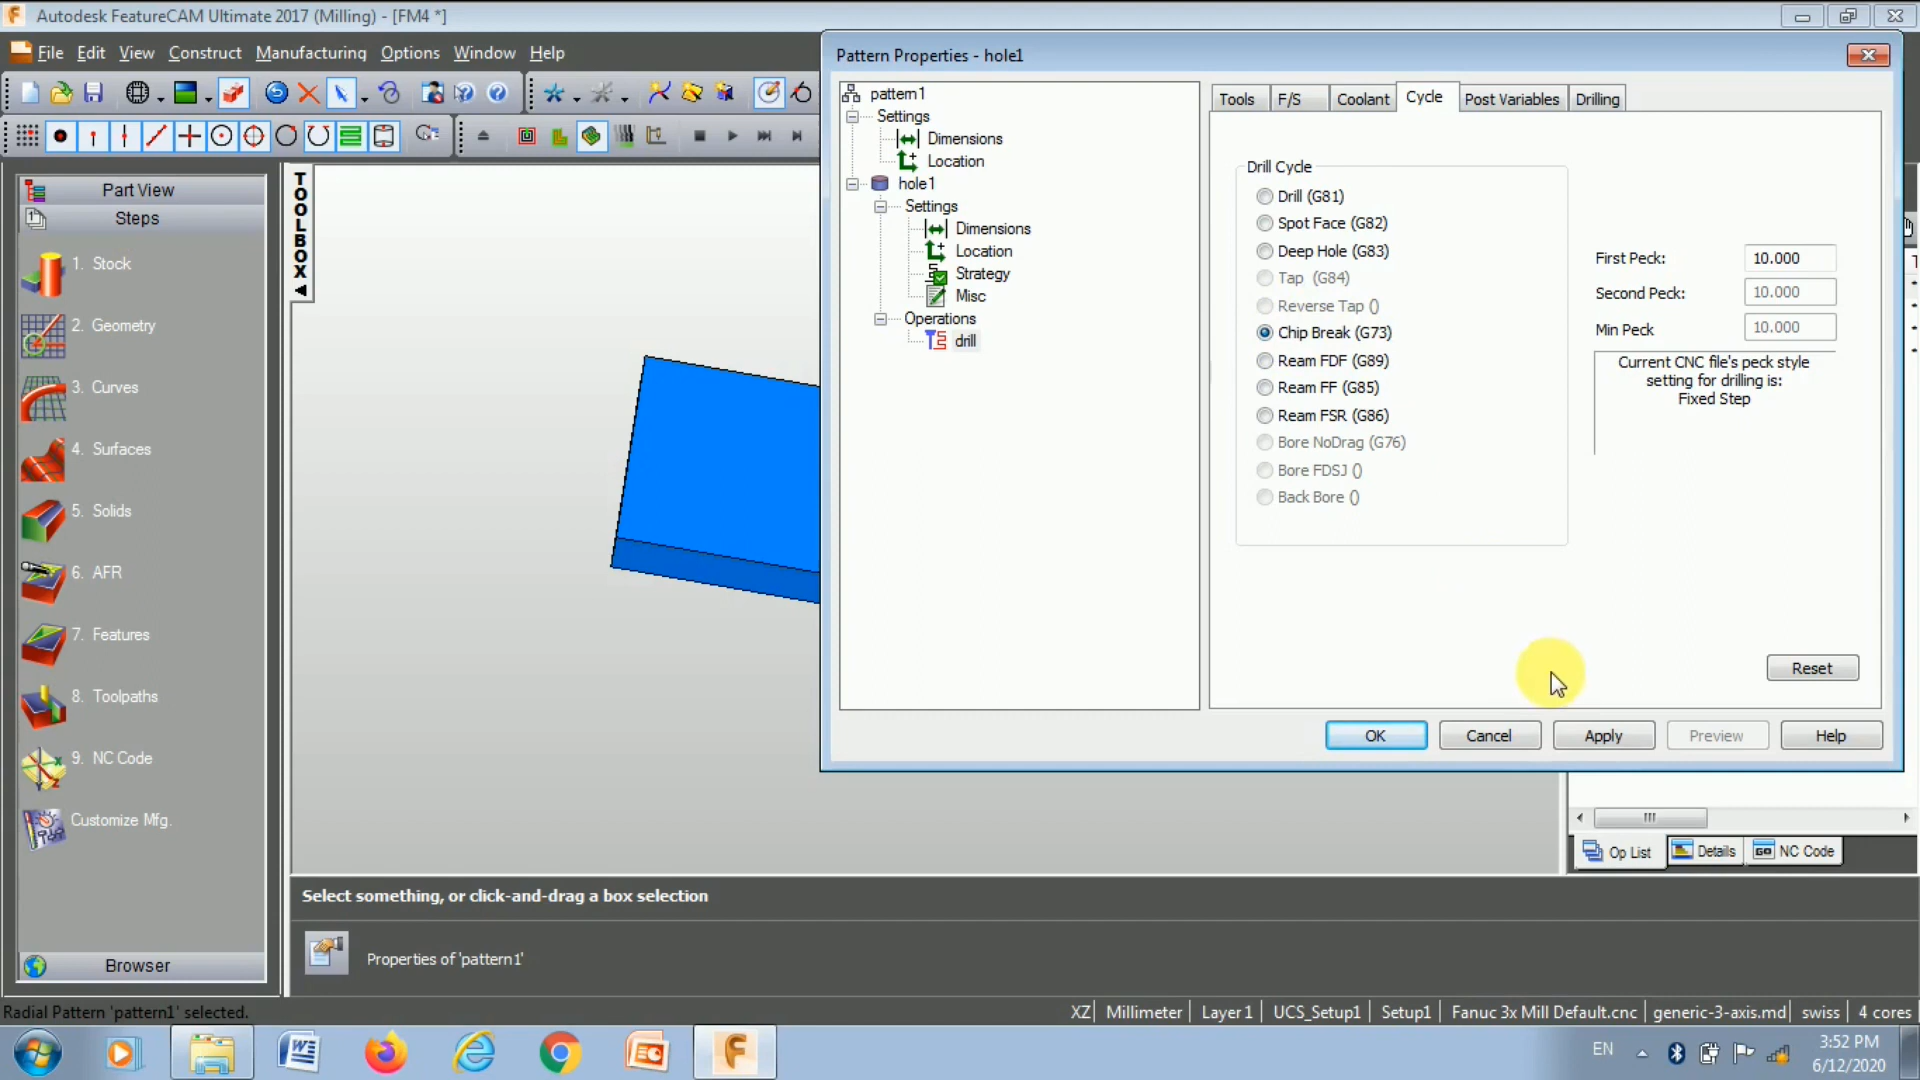 Autodesk FeatureCAM Ultimate 2017 (Milling) - [FM4 *]
File Edit View Construct Manufacturing Options Window Help
Part View
Steps
1. Stock
2. Geometry
3. Curves
4. Surfaces
5. Solids
6. AFR
7. Features
8. Toolpaths
9. NC Code
Customize Mfg.
Browser
TOOLBOX
Pattern Properties - hole1
pattern1
Settings
Dimensions
Location
hole1
Settings
Dimensions
Location
Strategy
Misc
Operations
drill
Tools F/S Coolant Cycle Post Variables Drilling
Drill Cycle
Drill (G81)
Spot Face (G82)
Deep Hole (G83)
Tap (G84)
Reverse Tap ()
Chip Break (G73)
Ream FDF (G89)
Ream FF (G85)
Ream FSR (G86)
Bore NoDrag (G76)
Bore FDSJ ()
Back Bore ()
First Peck: 10.000
Second Peck: 10.000
Min Peck 10.000
Current CNC file's peck style
setting for drilling is:
Fixed Step
Reset
OK Cancel Apply Preview Help
Op List Details NC Code
Select something, or click-and-drag a box selection
Properties of 'pattern1'
Radial Pattern 'pattern1' selected.
XZ Millimeter Layer1 UCS_Setup1 Setup1 Fanuc 3x Mill Default.cnc generic-3-axis.md swiss 4 cores
EN
3:52 PM
6/12/2020